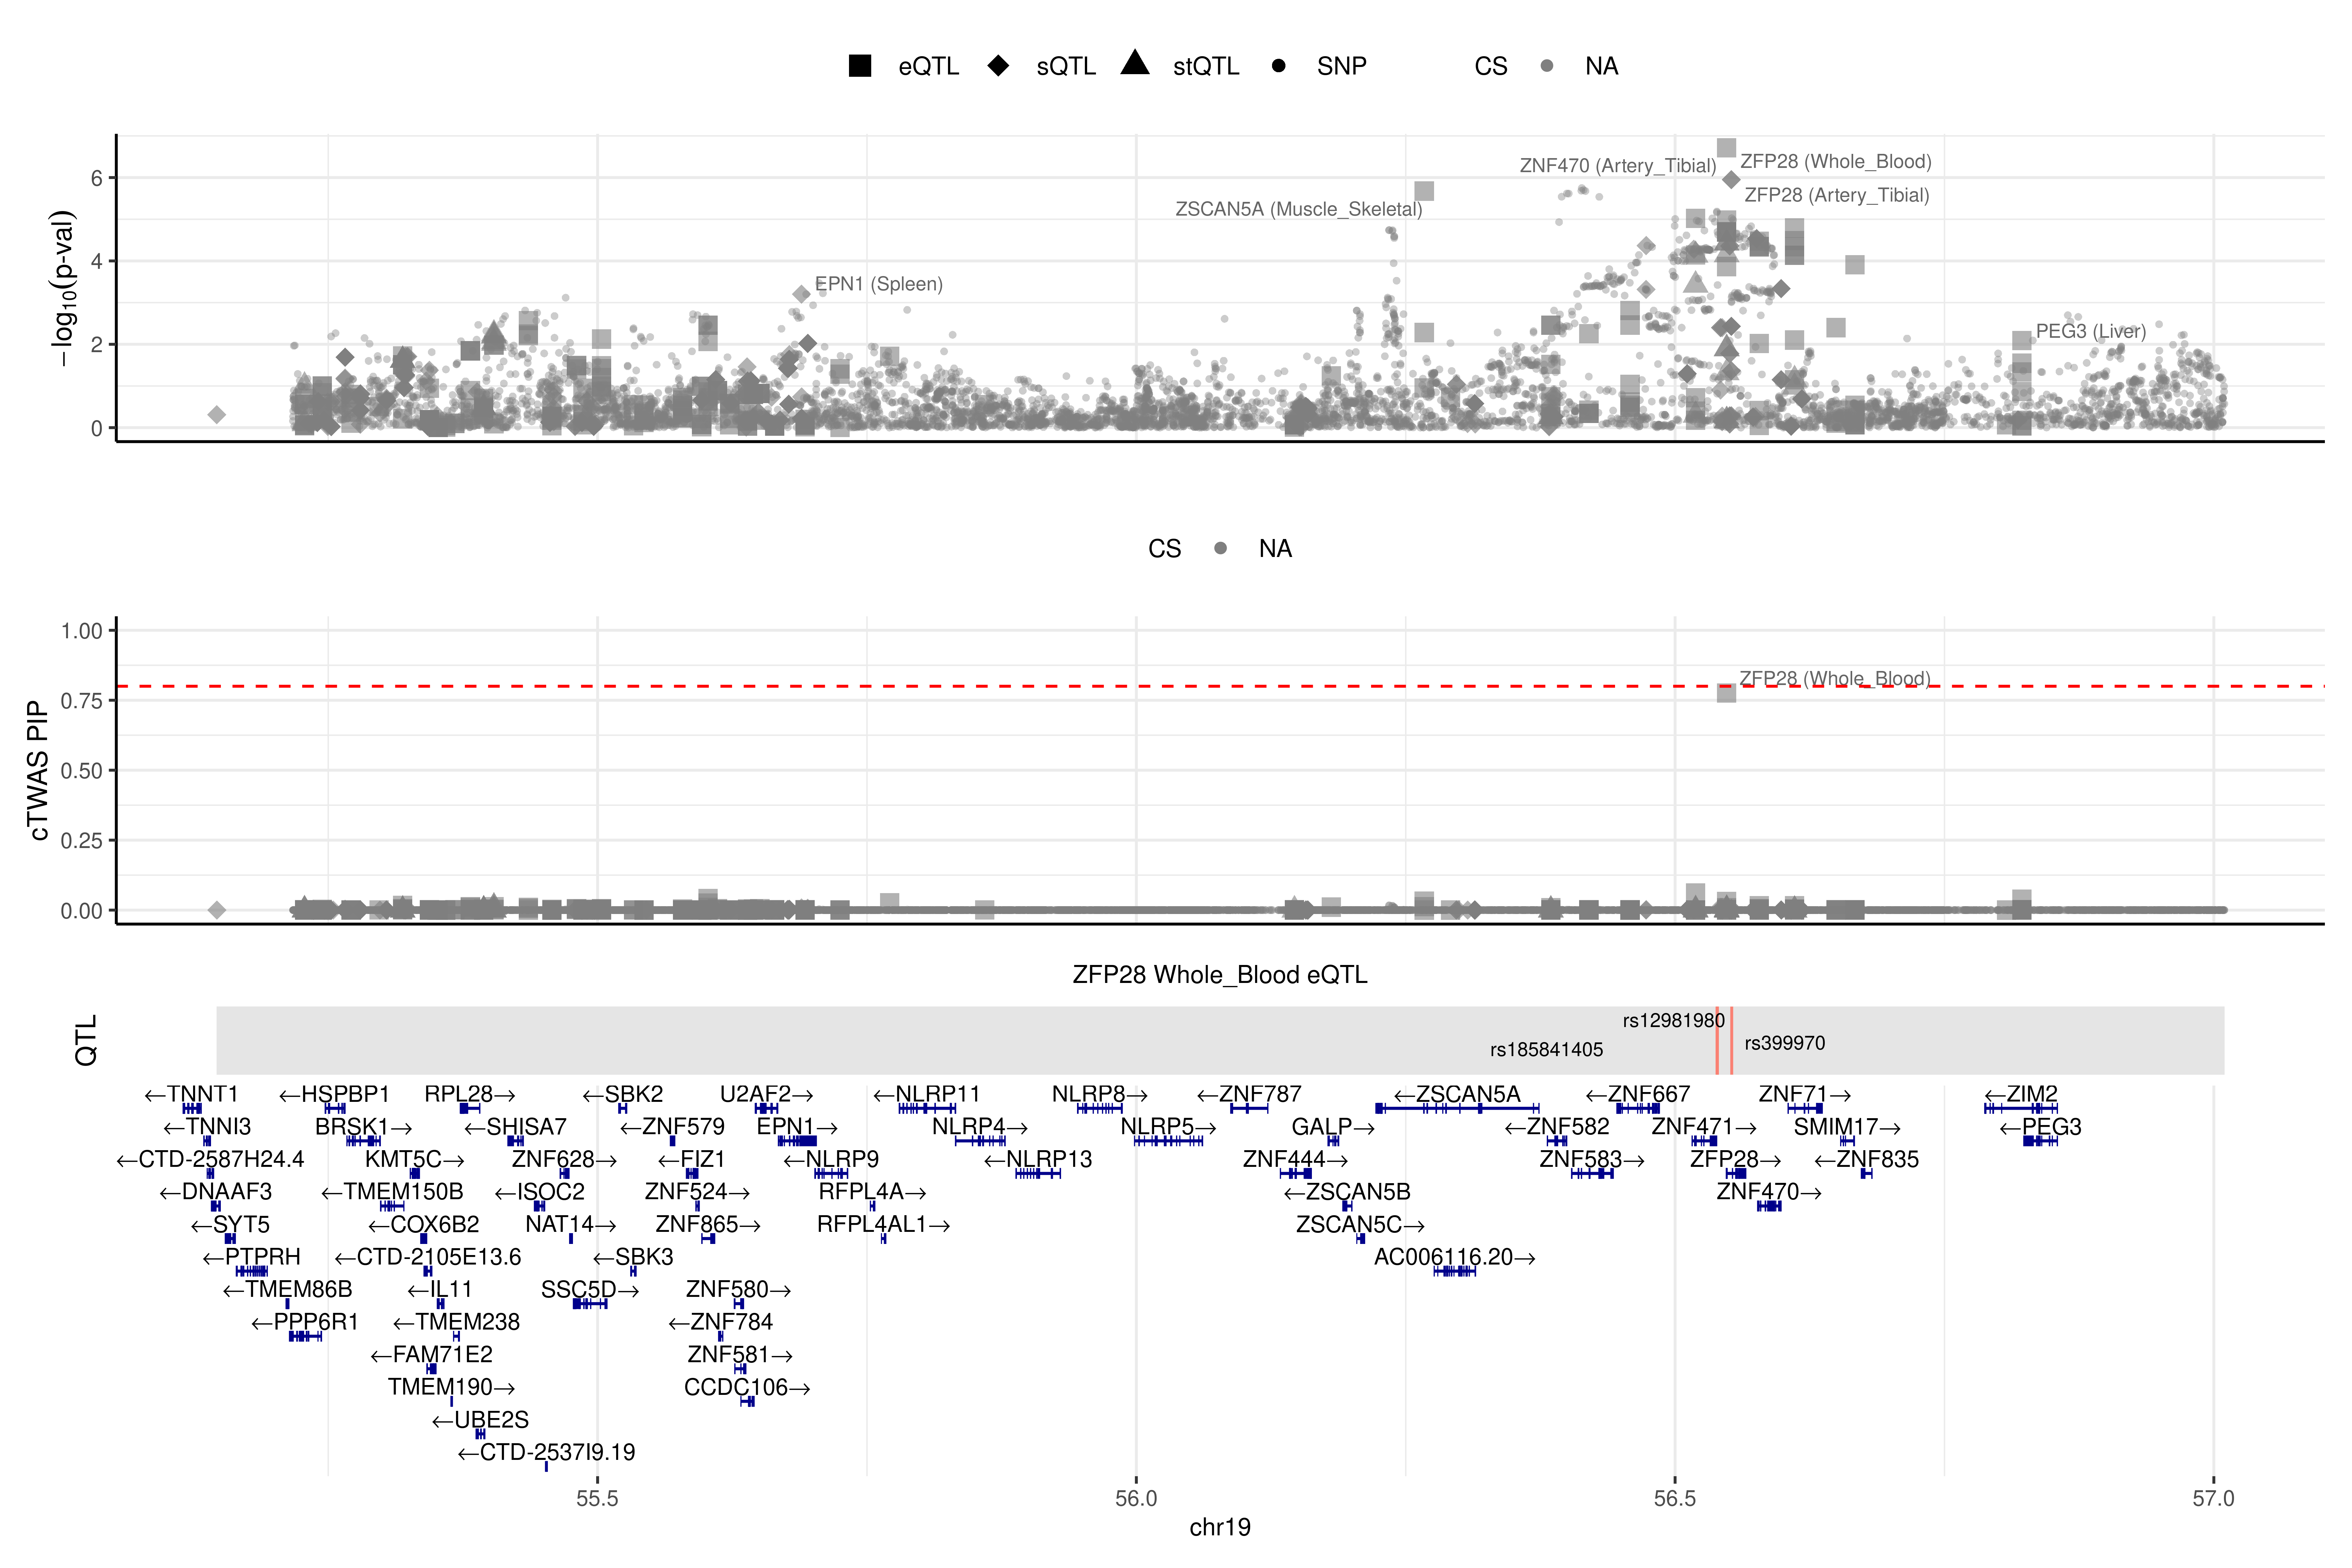 eQTL sQTL stQTL SNP CS NA
−log10(p-val)
6
4
2
0
ZNF470 (Artery_Tibial)
ZFP28 (Whole_Blood)
ZFP28 (Artery_Tibial)
ZSCAN5A (Muscle_Skeletal)
EPN1 (Spleen)
PEG3 (Liver)
CS NA
cTWAS PIP
1.00
0.75
0.50
0.25
0.00
ZFP28 (Whole_Blood)
ZFP28 Whole_Blood eQTL
QTL
rs12981980
rs185841405
rs399970
←TNNT1 ←HSPBP1 RPL28→ ←SBK2 U2AF2→ ←NLRP11 NLRP8→ ←ZNF787 ←ZSCAN5A ←ZNF667 ZNF71→ ←ZIM2
←TNNI3 BRSK1→ ←SHISA7 ←ZNF579 EPN1→ NLRP4→ NLRP5→ GALP→ ←ZNF582 ZNF471→ SMIM17→ ←PEG3
←CTD-2587H24.4 KMT5C→ ZNF628→ ←FIZ1 ←NLRP9 ←NLRP13 ZNF444→ ZNF583→ ZFP28→ ←ZNF835
←DNAAF3 ←TMEM150B ←ISOC2 ZNF524→ RFPL4A→ ←ZSCAN5B ZNF470→
←SYT5 ←COX6B2 NAT14→ ZNF865→ RFPL4AL1→ ZSCAN5C→
←PTPRH ←CTD-2105E13.6 ←SBK3 AC006116.20→
←TMEM86B ←IL11 SSC5D→ ZNF580→
←PPP6R1 ←TMEM238 ←ZNF784
←FAM71E2 ZNF581→
TMEM190→ CCDC106→
←UBE2S
←CTD-2537I9.19
55.5 56.0 56.5 57.0
chr19